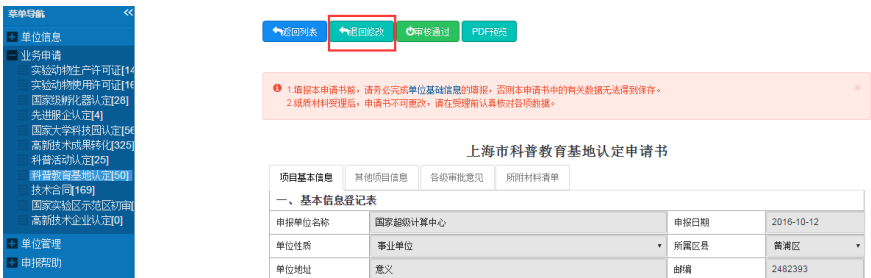 菜单导航 «
单位信息
业务申请
实验动物生产许可证[14
实验动物使用许可证[16
国家级孵化器认定[28]
先进服企认定[4]
国家大学科技园认定[56
高新技术成果转化[325]
科普活动认定[25]
科普教育基地认定[50]
技术合同[169]
国家实验区示范区初审[
高新技术企业认定[0]
单位管理
申报帮助
返回列表 退回修改 审核通过 PDF预览
1.填报本申请书前，请务必完成单位基础信息的填报，否则本申请书中的有关数据无法得到保存。 ×
2.纸质材料受理后，申请书不可更改，请在受理前认真核对各项数据。
上海市科普教育基地认定申请书
项目基本信息 其他项目信息 各级审批意见 所附材料清单
一、基本信息登记表
申报单位名称 国家超级计算中心 申报日期 2016-10-12
单位性质 事业单位 所属区县 黄浦区
单位地址 意义 邮编 2482393